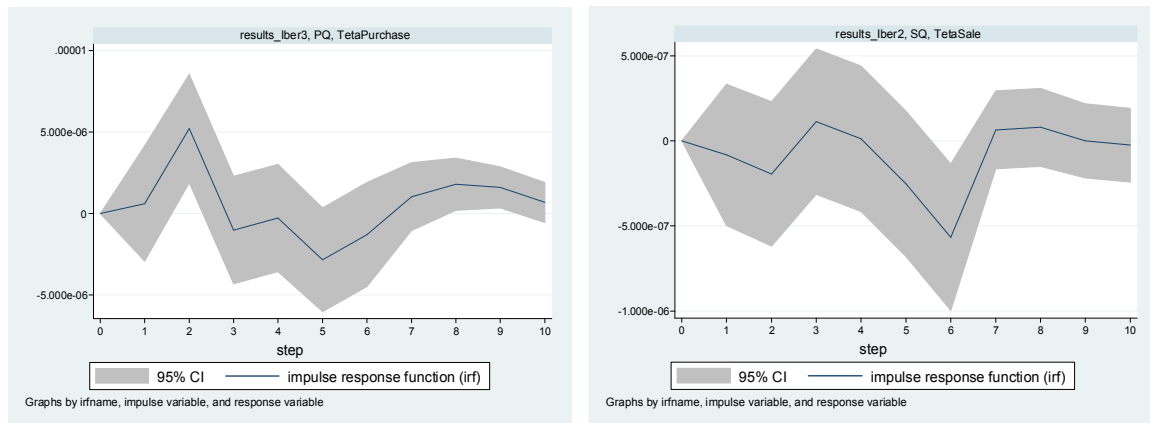 results_Iber3, PQ, TetaPurchase
.00001
5.000e-06
0
-5.000e-06
0 1 2 3 4 5 6 7 8 9 10
step
95% CI impulse response function (irf)
Graphs by irfname, impulse variable, and response variable
results_Iber2, SQ, TetaSale
5.000e-07
0
-5.000e-07
-1.000e-06
0 1 2 3 4 5 6 7 8 9 10
step
95% CI impulse response function (irf)
Graphs by irfname, impulse variable, and response variable